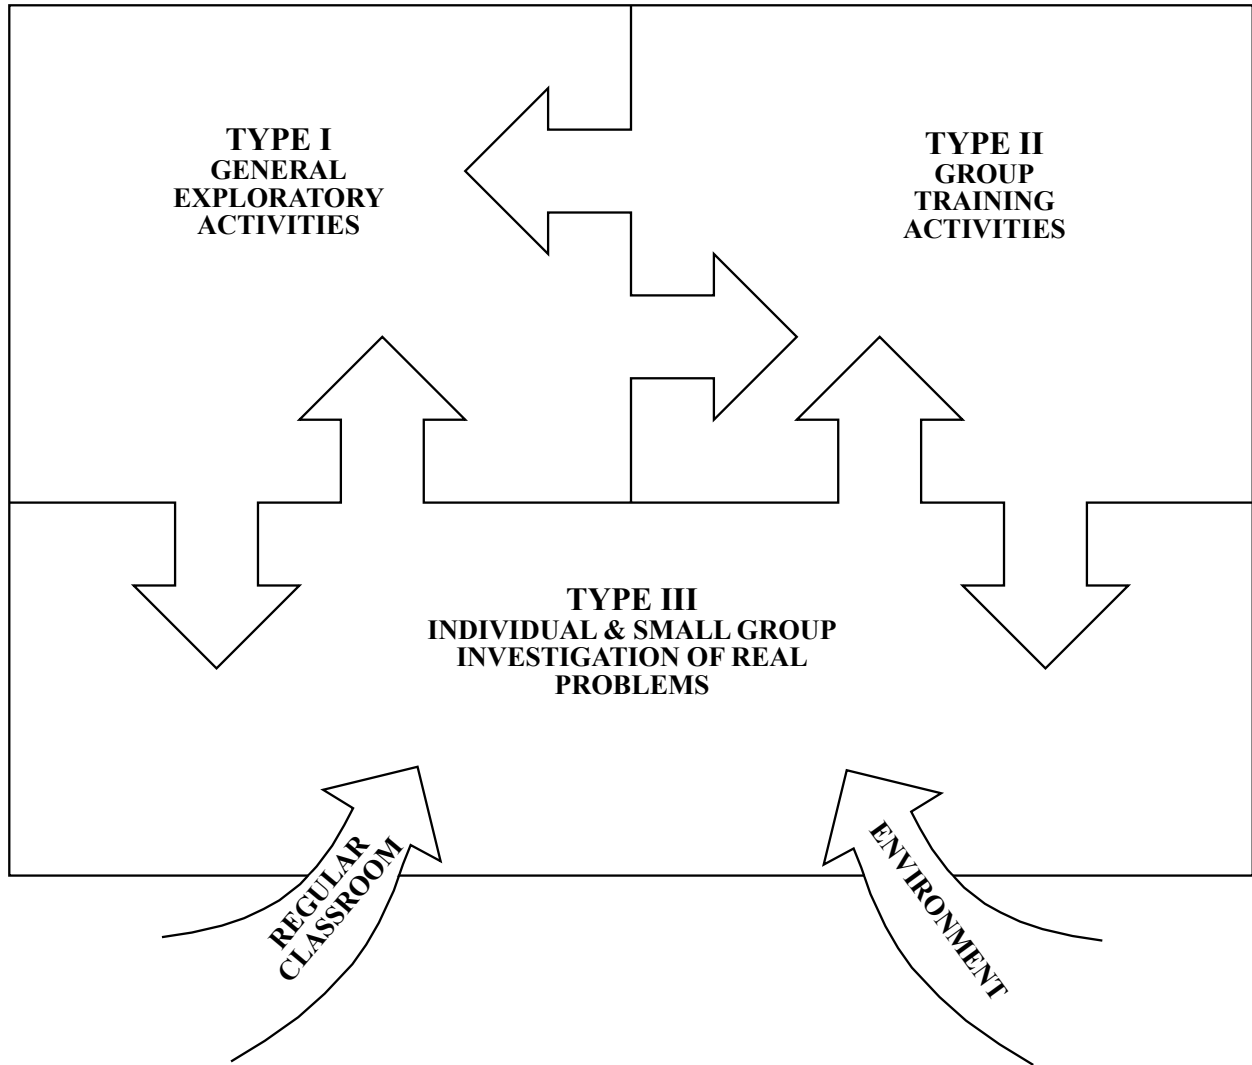 TYPE I
GENERAL
EXPLORATORY
ACTIVITIES
TYPE II
GROUP
TRAINING
ACTIVITIES
TYPE III
INDIVIDUAL & SMALL GROUP
INVESTIGATION OF REAL
PROBLEMS
REGULAR
CLASSROOM
ENVIRONMENT